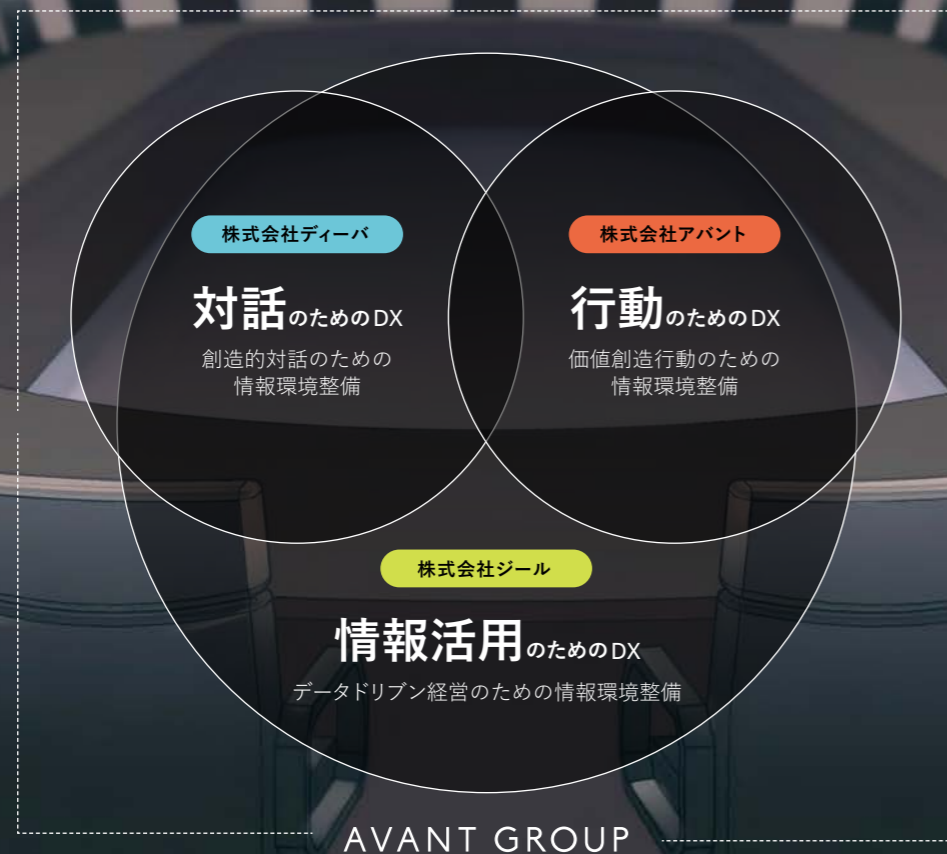 株式会社ディーバ
対話のためのDX
創造的対話のための
情報環境整備
株式会社アバント
行動のためのDX
価値創造行動のための
情報環境整備
株式会社ジール
情報活用のためのDX
データドリブン経営のための情報環境整備
AVANT GROUP